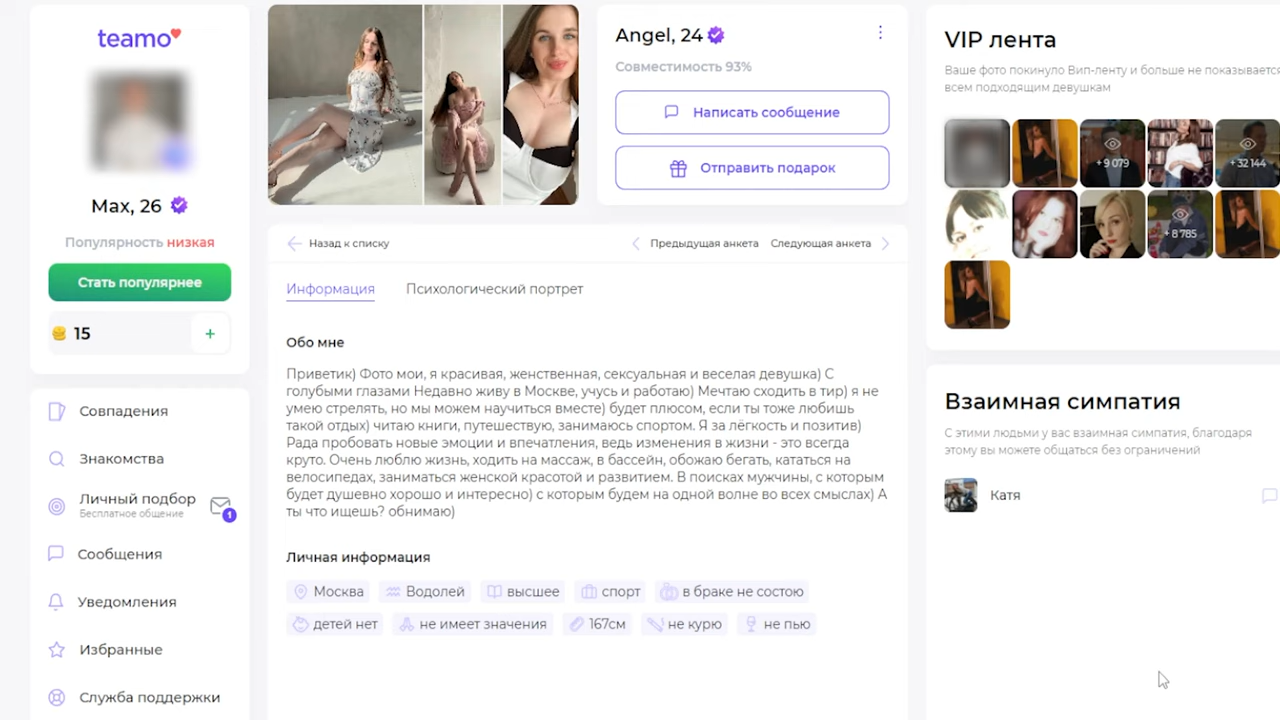 teamo
Max, 26
Популярность низкая
Стать популярнее
15
+
Совпадения
Знакомства
Личный подбор
Бесплатное общение
1
Сообщения
Уведомления
Избранные
Служба поддержки
Angel, 24
Совместимость 93%
Написать сообщение
Отправить подарок
Назад к списку
Предыдущая анкета
Следующая анкета
Информация
Психологический портрет
Обо мне
Приветик) Фото мои, я красивая, женственная, сексуальная и веселая девушка) С
голубыми глазами Недавно живу в Москве, учусь и работаю) Мечтаю сходить в тир) я не
умею стрелять, но мы можем научиться вместе) будет плюсом, если ты тоже любишь
такой отдых) читаю книги, путешествую, занимаюсь спортом. Я за лёгкость и позитив)
Рада пробовать новые эмоции и впечатления, ведь изменения в жизни - это всегда
круто. Очень люблю жизнь, ходить на массаж, в бассейн, обожаю бегать, кататься на
велосипедах, заниматься женской красотой и развитием. В поисках мужчины, с которым
будет душевно хорошо и интересно) с которым будем на одной волне во всех смыслах) А
ты что ищешь? обнимаю)
Личная информация
Москва Водолей высшее спорт в браке не состою
детей нет не имеет значения 167см не курю не пью
VIP лента
Ваше фото покинуло Вип-ленту и больше не показывается
всем подходящим девушкам
+9 079
+32 144
+8 785
Взаимная симпатия
С этими людьми у вас взаимная симпатия, благодаря
этому вы можете общаться без ограничений
Катя